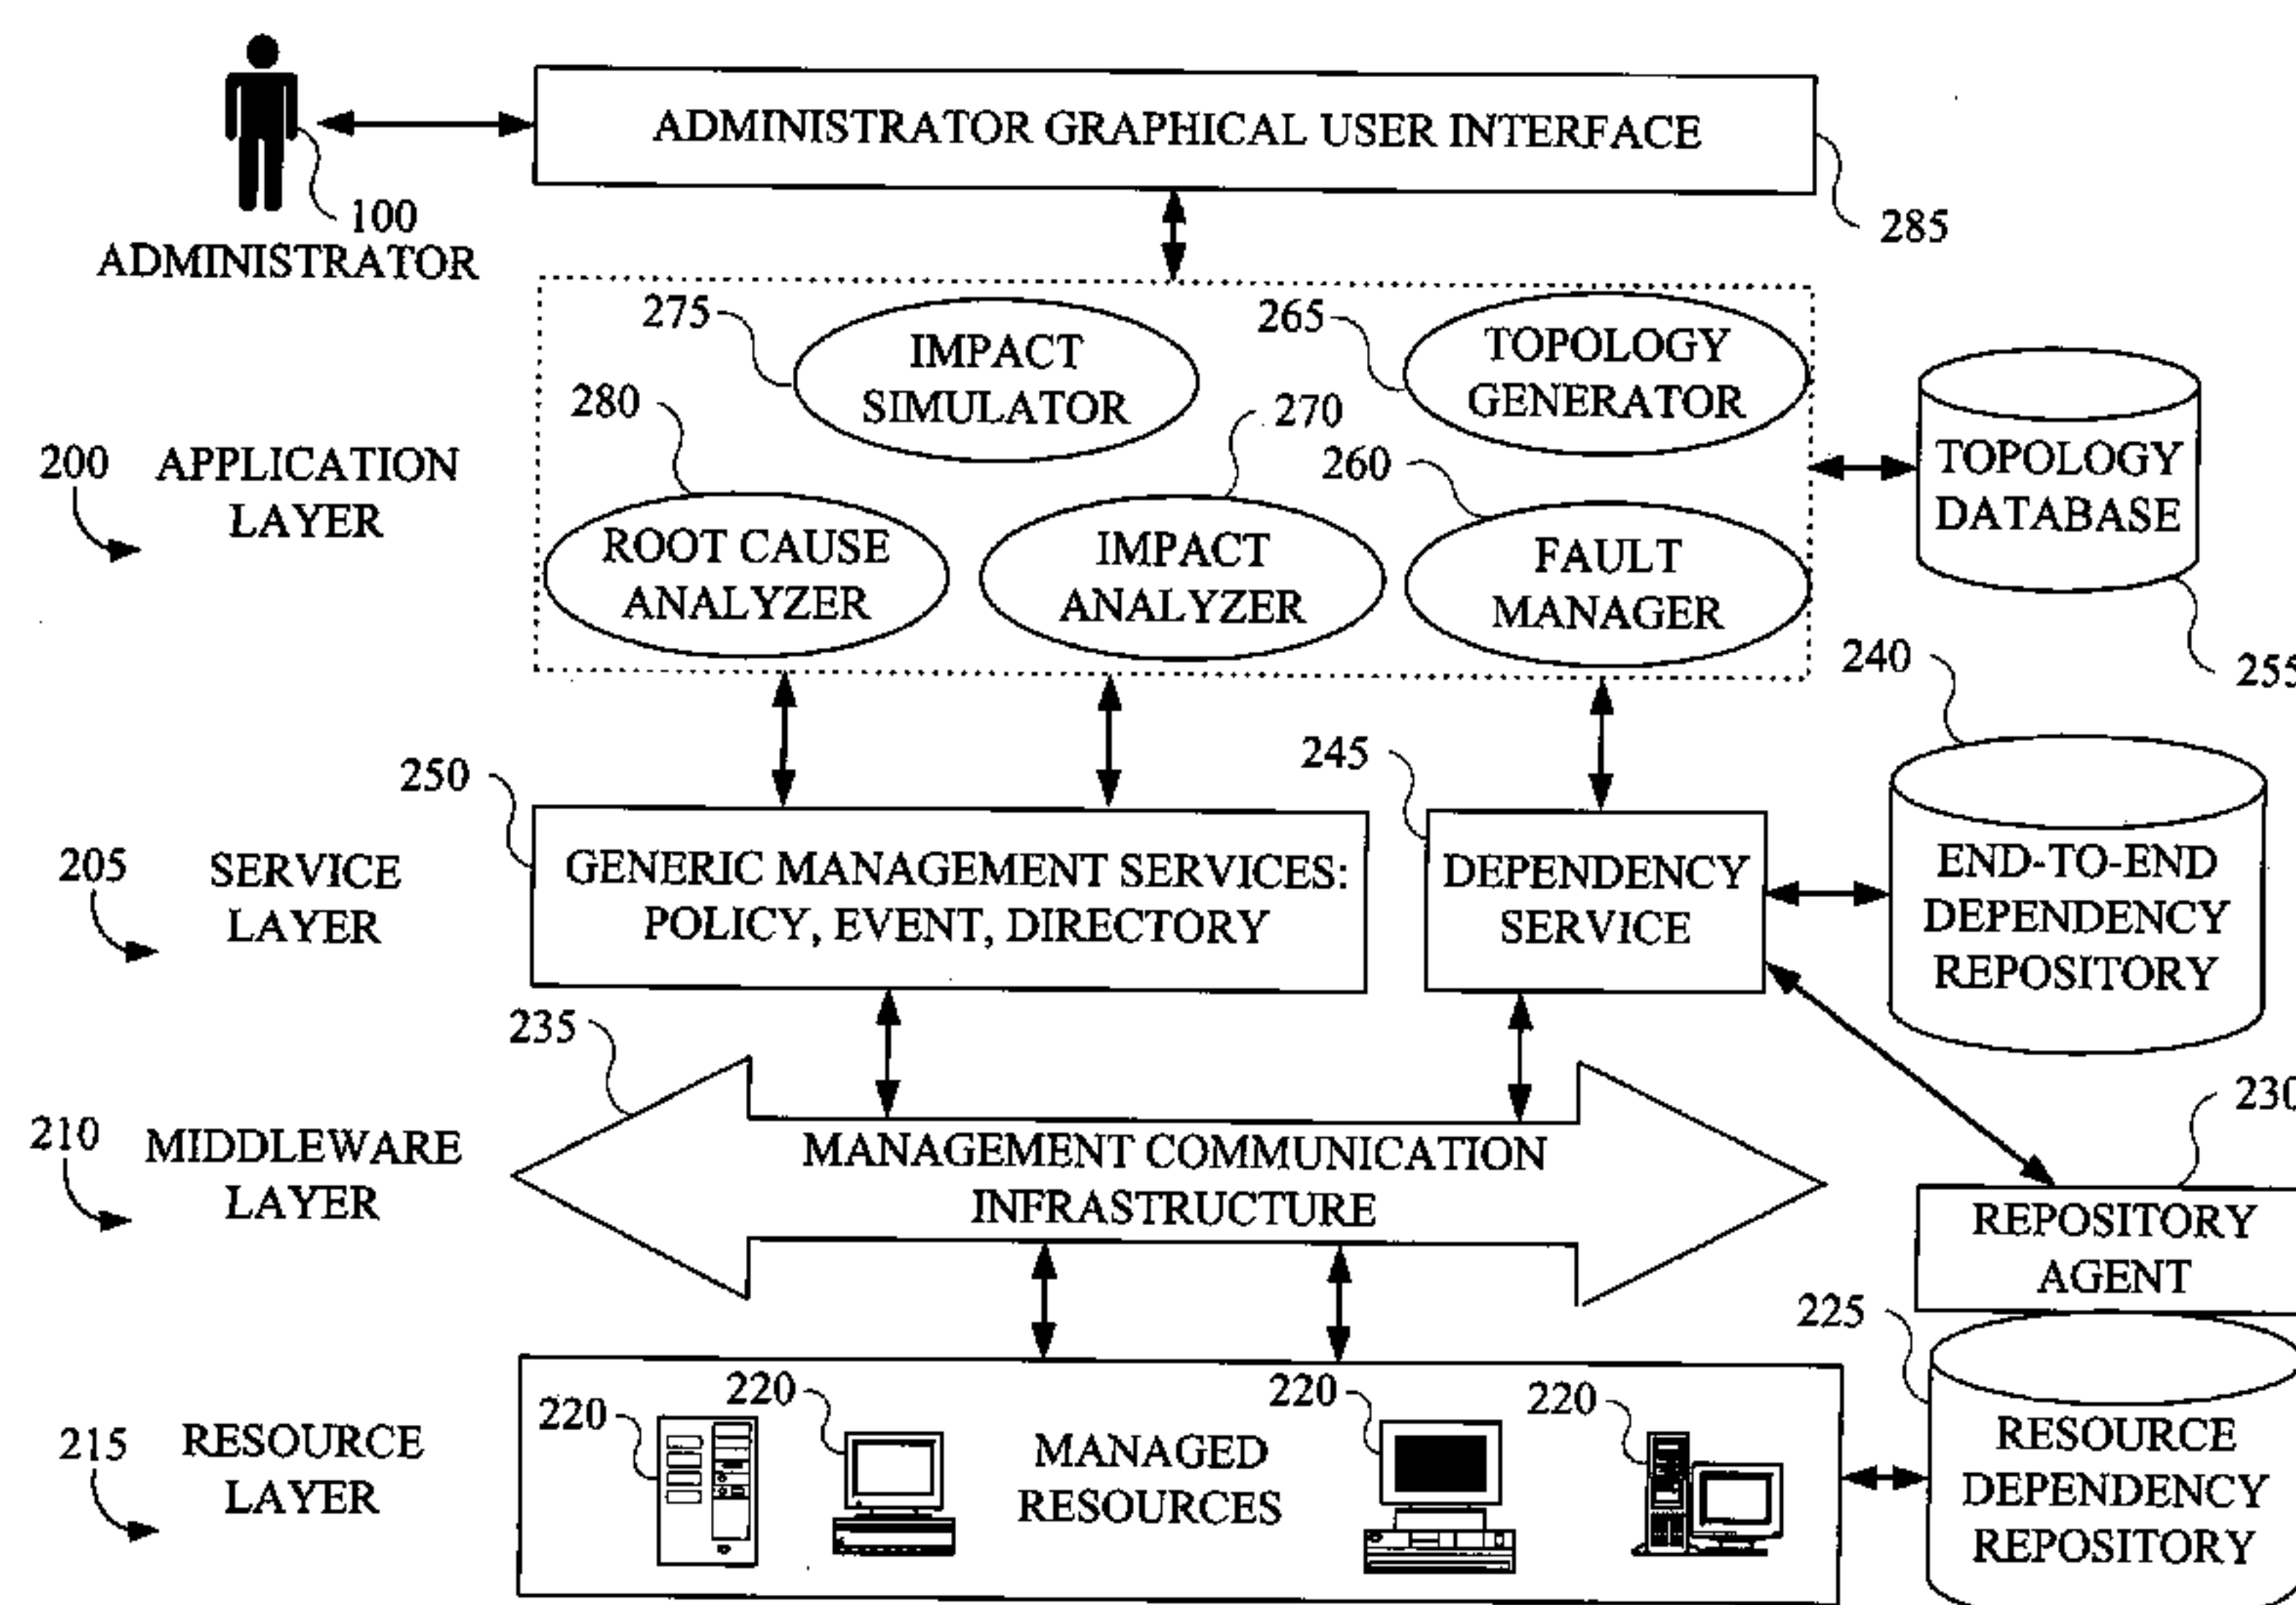 ADMINISTRATOR GRAPHICAL USER INTERFACE
100
ADMINISTRATOR
285
275
IMPACT
SIMULATOR
265
TOPOLOGY
GENERATOR
280
270
260
200
APPLICATION
LAYER
ROOT CAUSE
ANALYZER
IMPACT
ANALYZER
FAULT
MANAGER
TOPOLOGY
DATABASE
255
240
250
245
205
SERVICE
LAYER
GENERIC MANAGEMENT SERVICES:
POLICY, EVENT, DIRECTORY
DEPENDENCY
SERVICE
END-TO-END
DEPENDENCY
REPOSITORY
235
230
210
MIDDLEWARE
LAYER
MANAGEMENT COMMUNICATION
INFRASTRUCTURE
REPOSITORY
AGENT
225
215
RESOURCE
LAYER
220
220
MANAGED
RESOURCES
220
220
RESOURCE
DEPENDENCY
REPOSITORY